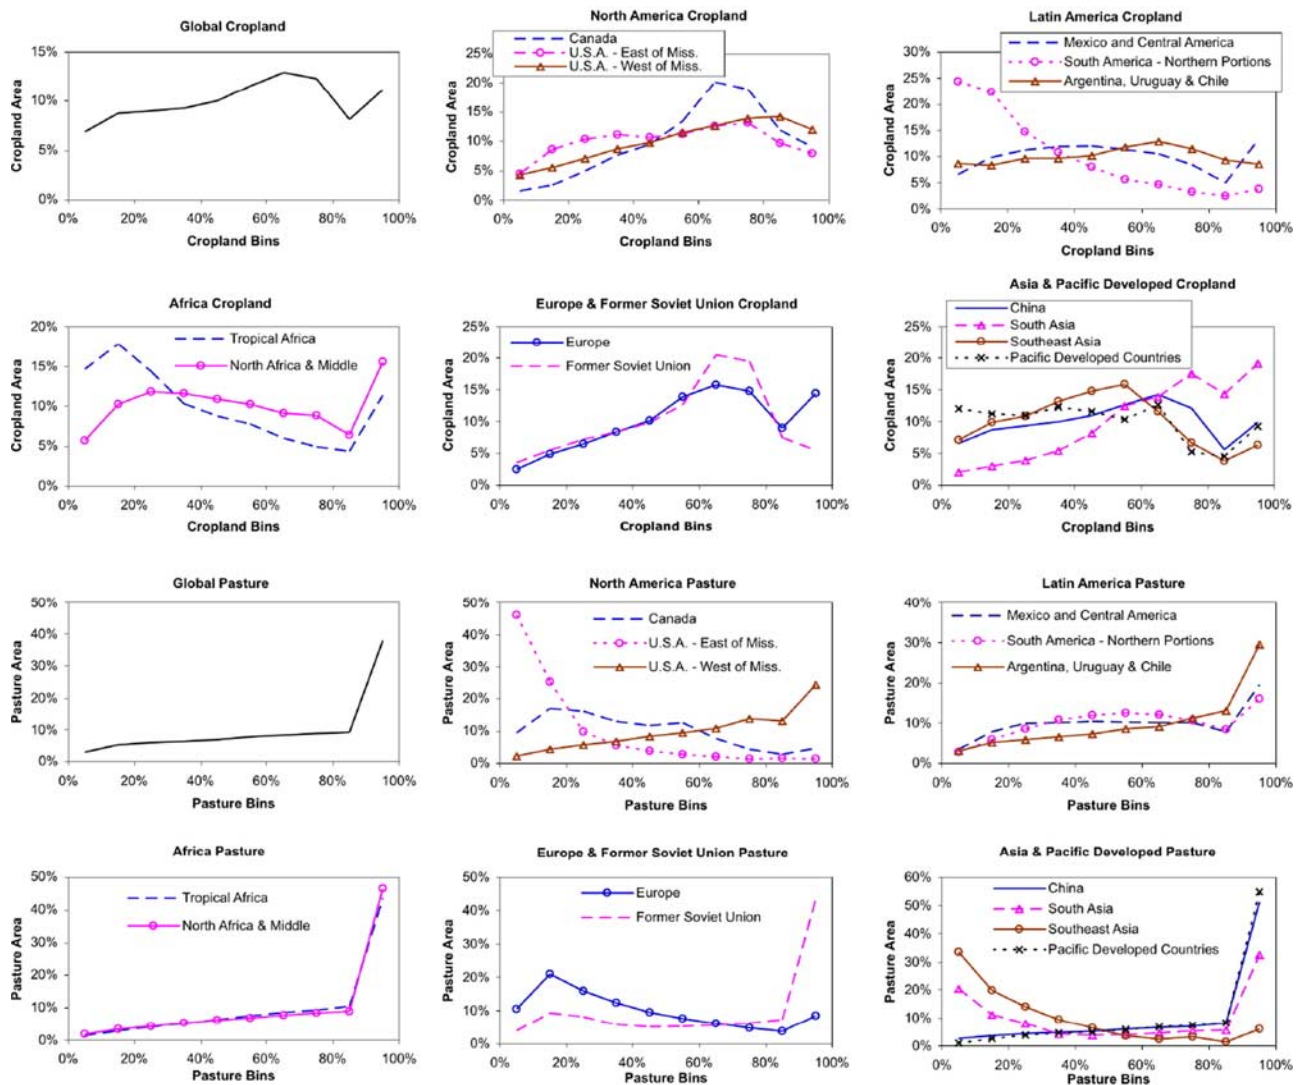 Global Cropland
15%
10%
5%
0%
Cropland Area
0% 20% 40% 60% 80% 100%
Cropland Bins
North America Cropland
Canada
U.S.A. - East of Miss.
U.S.A. - West of Miss.
25%
20%
15%
10%
5%
0%
Cropland Area
0% 20% 40% 60% 80% 100%
Cropland Bins
Latin America Cropland
Mexico and Central America
South America - Northern Portions
Argentina, Uruguay & Chile
30%
25%
20%
15%
10%
5%
0%
Cropland Area
0% 20% 40% 60% 80% 100%
Cropland Bins
Africa Cropland
Tropical Africa
North Africa & Middle
20%
15%
10%
5%
0%
Cropland Area
0% 20% 40% 60% 80% 100%
Cropland Bins
Europe & Former Soviet Union Cropland
Europe
Former Soviet Union
25%
20%
15%
10%
5%
0%
Cropland Area
0% 20% 40% 60% 80% 100%
Cropland Bins
Asia & Pacific Developed Cropland
China
South Asia
Southeast Asia
Pacific Developed Countries
25%
20%
15%
10%
5%
0%
Cropland Area
0% 20% 40% 60% 80% 100%
Cropland Bins
Global Pasture
50%
40%
30%
20%
10%
0%
Pasture Area
0% 20% 40% 60% 80% 100%
Pasture Bins
North America Pasture
Canada
U.S.A. - East of Miss.
U.S.A. - West of Miss.
50%
40%
30%
20%
10%
0%
Pasture Area
0% 20% 40% 60% 80% 100%
Pasture Bins
Latin America Pasture
Mexico and Central America
South America - Northern Portions
Argentina, Uruguay & Chile
40%
30%
20%
10%
0%
Pasture Area
0% 20% 40% 60% 80% 100%
Pasture Bins
Africa Pasture
Tropical Africa
North Africa & Middle
50%
40%
30%
20%
10%
0%
Pasture Area
0% 20% 40% 60% 80% 100%
Pasture Bins
Europe & Former Soviet Union Pasture
Europe
Former Soviet Union
50%
40%
30%
20%
10%
0%
Pasture Area
0% 20% 40% 60% 80% 100%
Pasture Bins
Asia & Pacific Developed Pasture
China
South Asia
Southeast Asia
Pacific Developed Countries
60%
50%
40%
30%
20%
10%
0%
Pasture Area
0% 20% 40% 60% 80% 100%
Pasture Bins